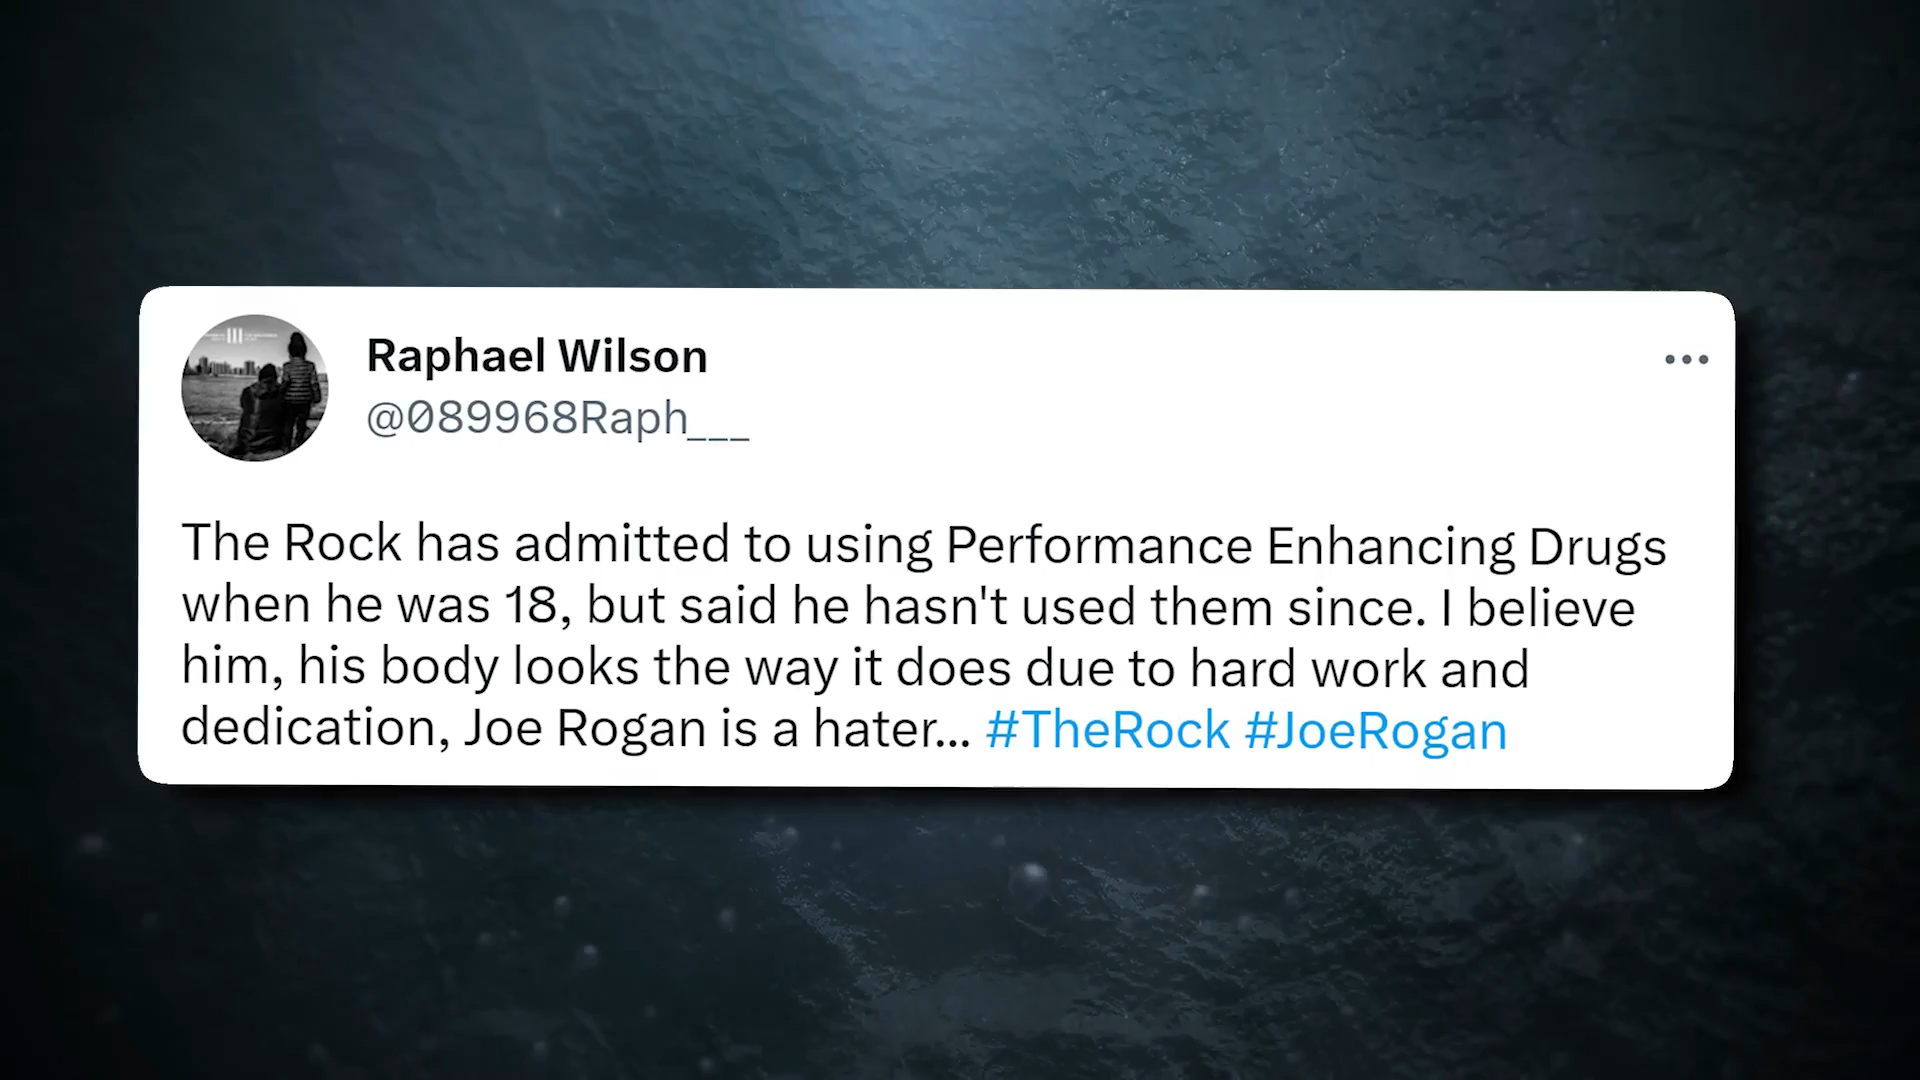 Raphael Wilson
@089968Raph___
The Rock has admitted to using Performance Enhancing Drugs
when he was 18, but said he hasn't used them since. I believe
him, his body looks the way it does due to hard work and
dedication, Joe Rogan is a hater... #TheRock #JoeRogan